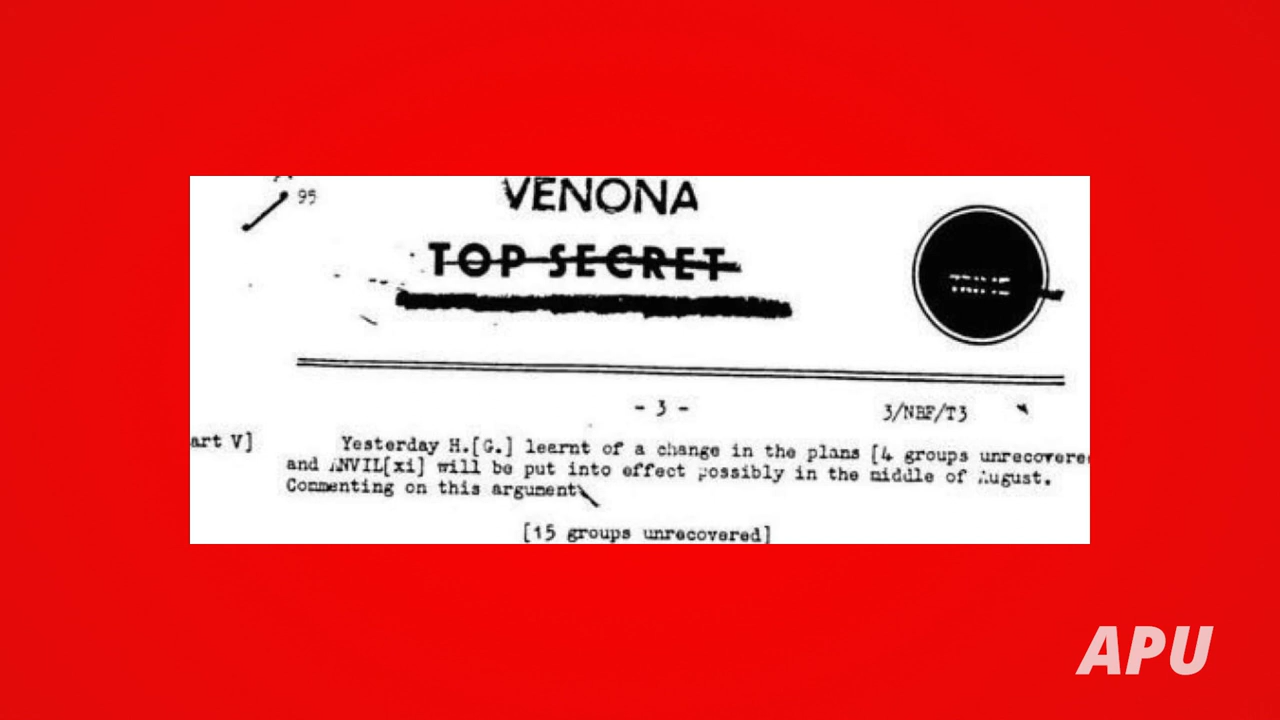 95
VENONA
TOP SECRET
- 3 -
3/NBF/T3
art V]
Yesterday H.[G.] learnt of a change in the plans [4 groups unrecovere
and ANVIL[xi] will be put into effect possibly in the middle of August.
Commenting on this argument
[15 groups unrecovered]
APU